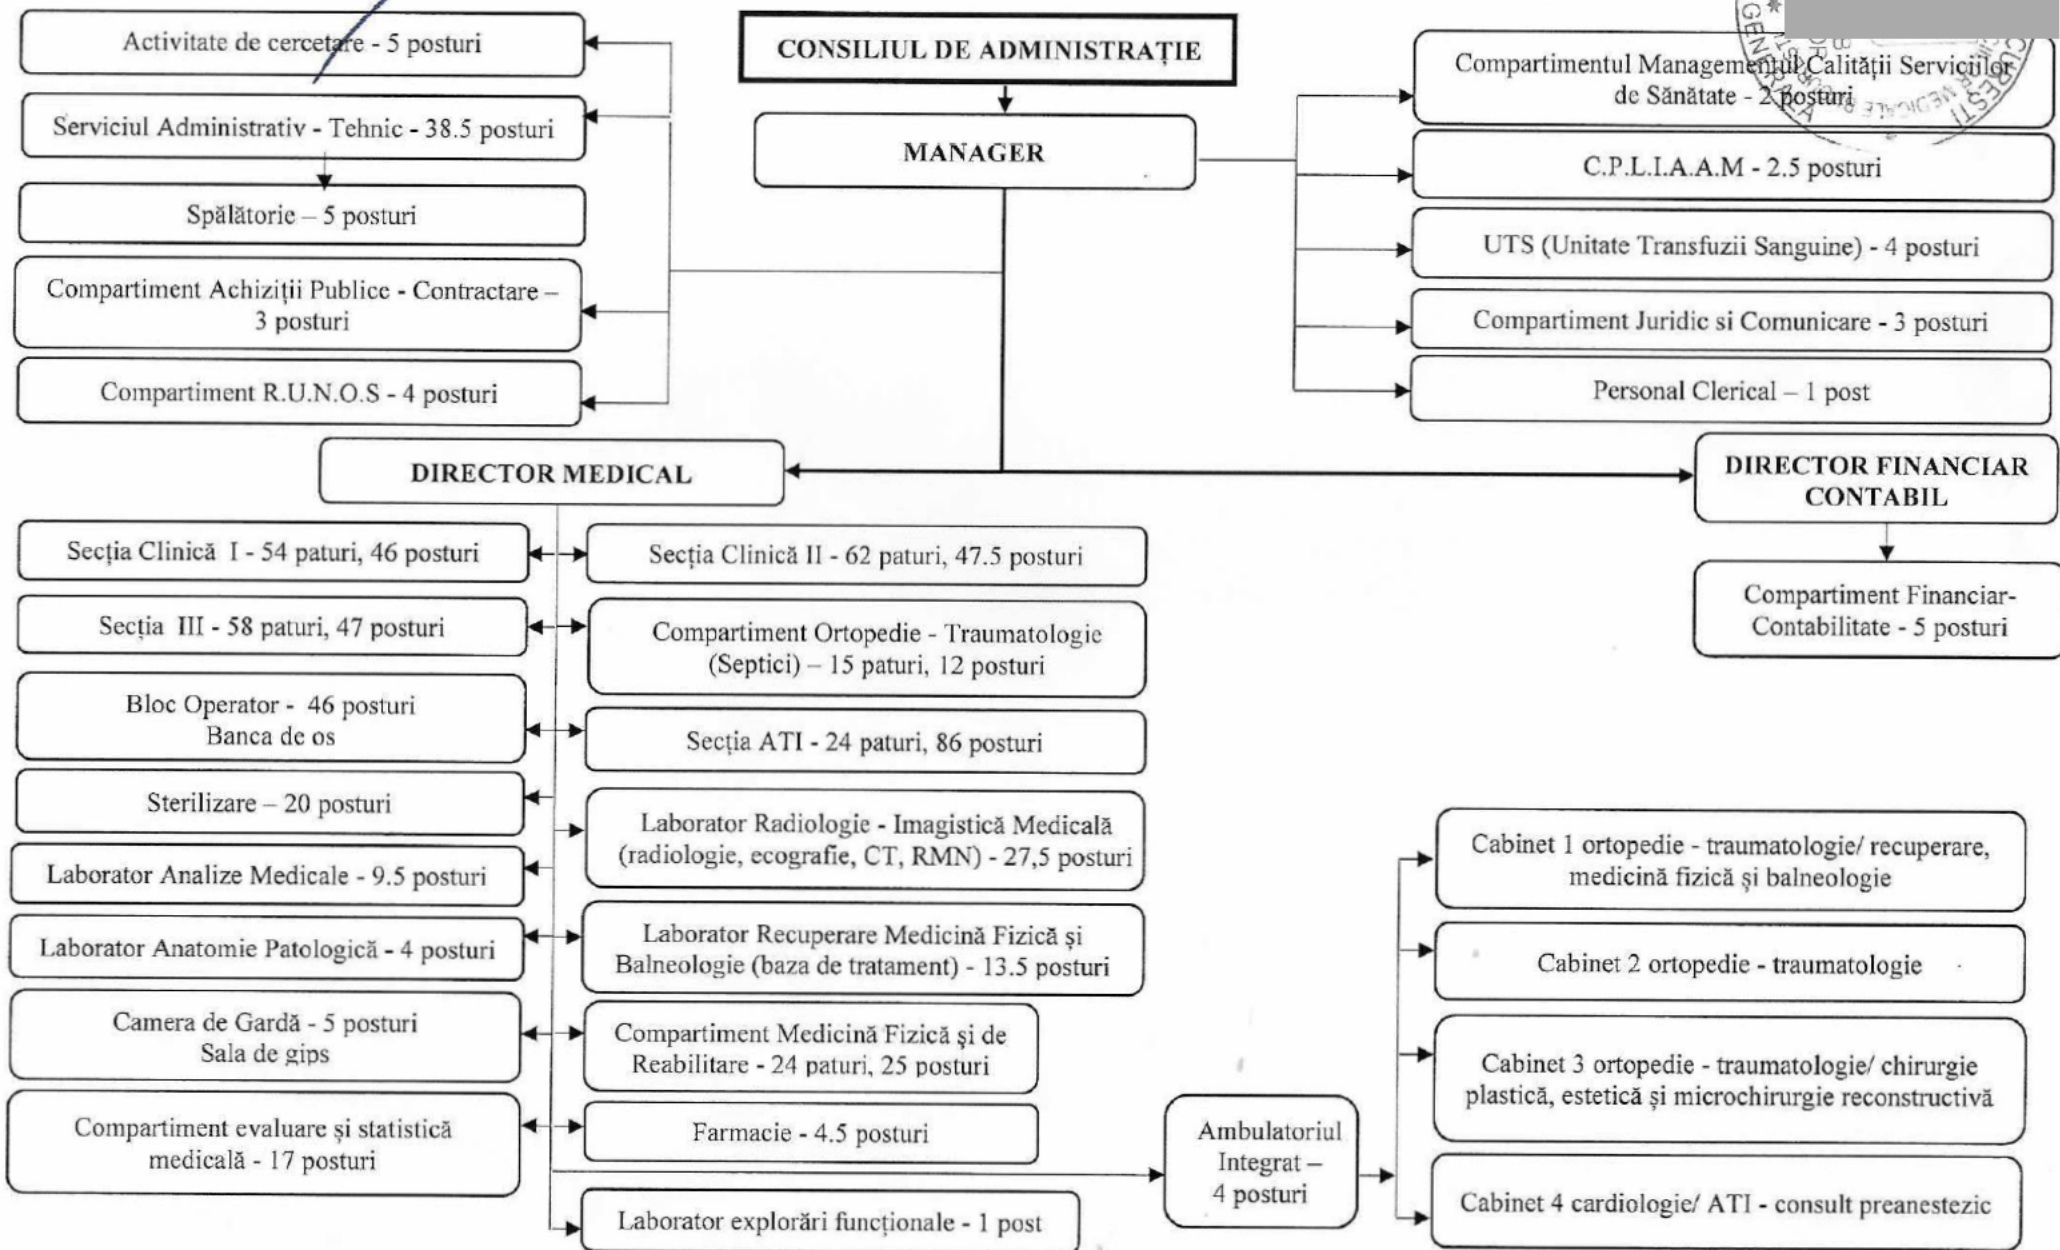 Activitate de cercetare - 5 posturi
Serviciul Administrativ - Tehnic - 38.5 posturi
Spălătorie – 5 posturi
Compartiment Achiziții Publice - Contractare –
3 posturi
Compartiment R.U.N.O.S - 4 posturi
CONSILIUL DE ADMINISTRAȚIE
MANAGER
Compartimentul Managementul Calității Serviciilor
de Sănătate - 2 posturi
C.P.L.I.A.A.M - 2.5 posturi
UTS (Unitate Transfuzii Sanguine) - 4 posturi
Compartiment Juridic si Comunicare - 3 posturi
Personal Clerical – 1 post
DIRECTOR MEDICAL
DIRECTOR FINANCIAR
CONTABIL
Compartiment Financiar-
Contabilitate - 5 posturi
Secția Clinică I - 54 paturi, 46 posturi
Secția Clinică II - 62 paturi, 47.5 posturi
Secția III - 58 paturi, 47 posturi
Compartiment Ortopedie - Traumatologie
(Septici) – 15 paturi, 12 posturi
Bloc Operator - 46 posturi
Banca de os
Secția ATI - 24 paturi, 86 posturi
Sterilizare – 20 posturi
Laborator Radiologie - Imagistică Medicală
(radiologie, ecografie, CT, RMN) - 27,5 posturi
Laborator Analize Medicale - 9.5 posturi
Laborator Anatomie Patologică - 4 posturi
Laborator Recuperare Medicină Fizică și
Balneologie (baza de tratament) - 13.5 posturi
Camera de Gardă - 5 posturi
Sala de gips
Compartiment Medicină Fizică şi de
Reabilitare - 24 paturi, 25 posturi
Compartiment evaluare și statistică
medicală - 17 posturi
Farmacie - 4.5 posturi
Laborator explorări funcționale - 1 post
Ambulatoriul
Integrat –
4 posturi
Cabinet 1 ortopedie - traumatologie/ recuperare,
medicină fizică și balneologie
Cabinet 2 ortopedie - traumatologie
Cabinet 3 ortopedie - traumatologie/ chirurgie
plastică, estetică și microchirurgie reconstructivă
Cabinet 4 cardiologie/ ATI - consult preanestezic